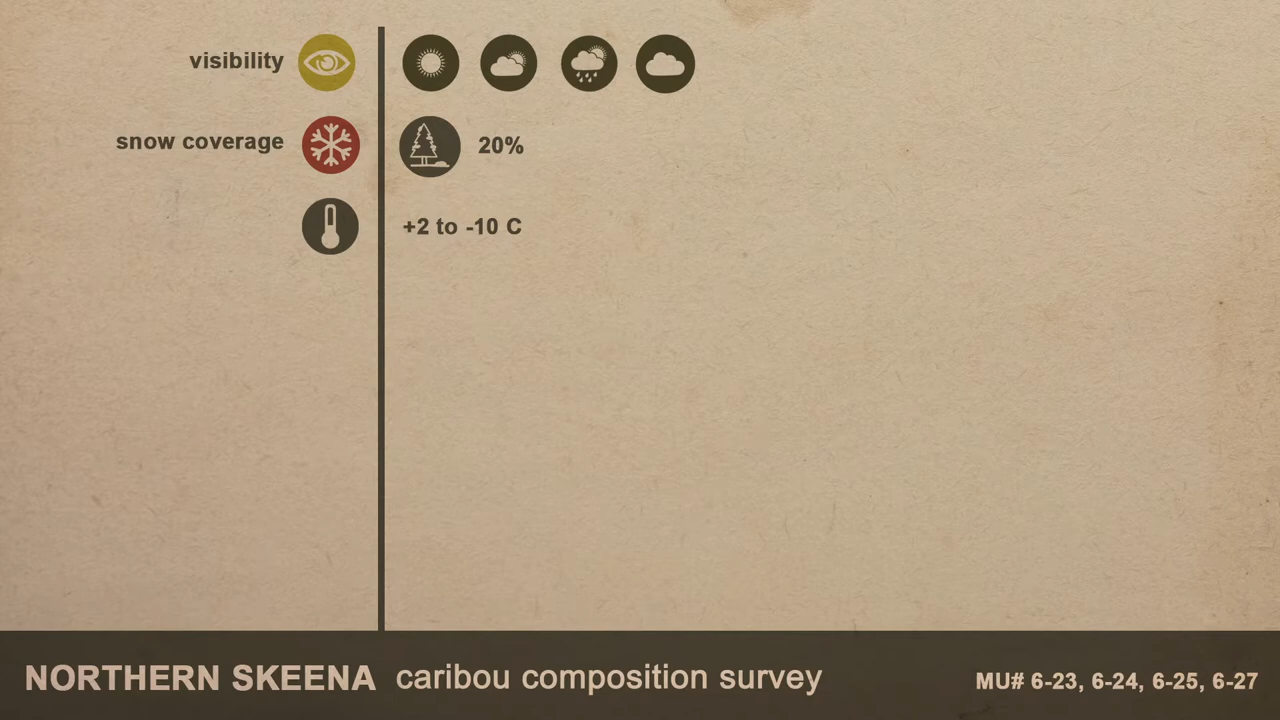 visibility
snow coverage 20%
+2 to -10 C
NORTHERN SKEENA caribou composition survey MU# 6-23, 6-24, 6-25, 6-27